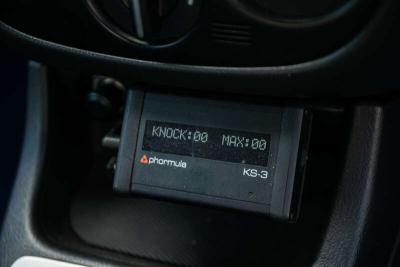 KNOCK:00 MAX:00
phormula KS-3